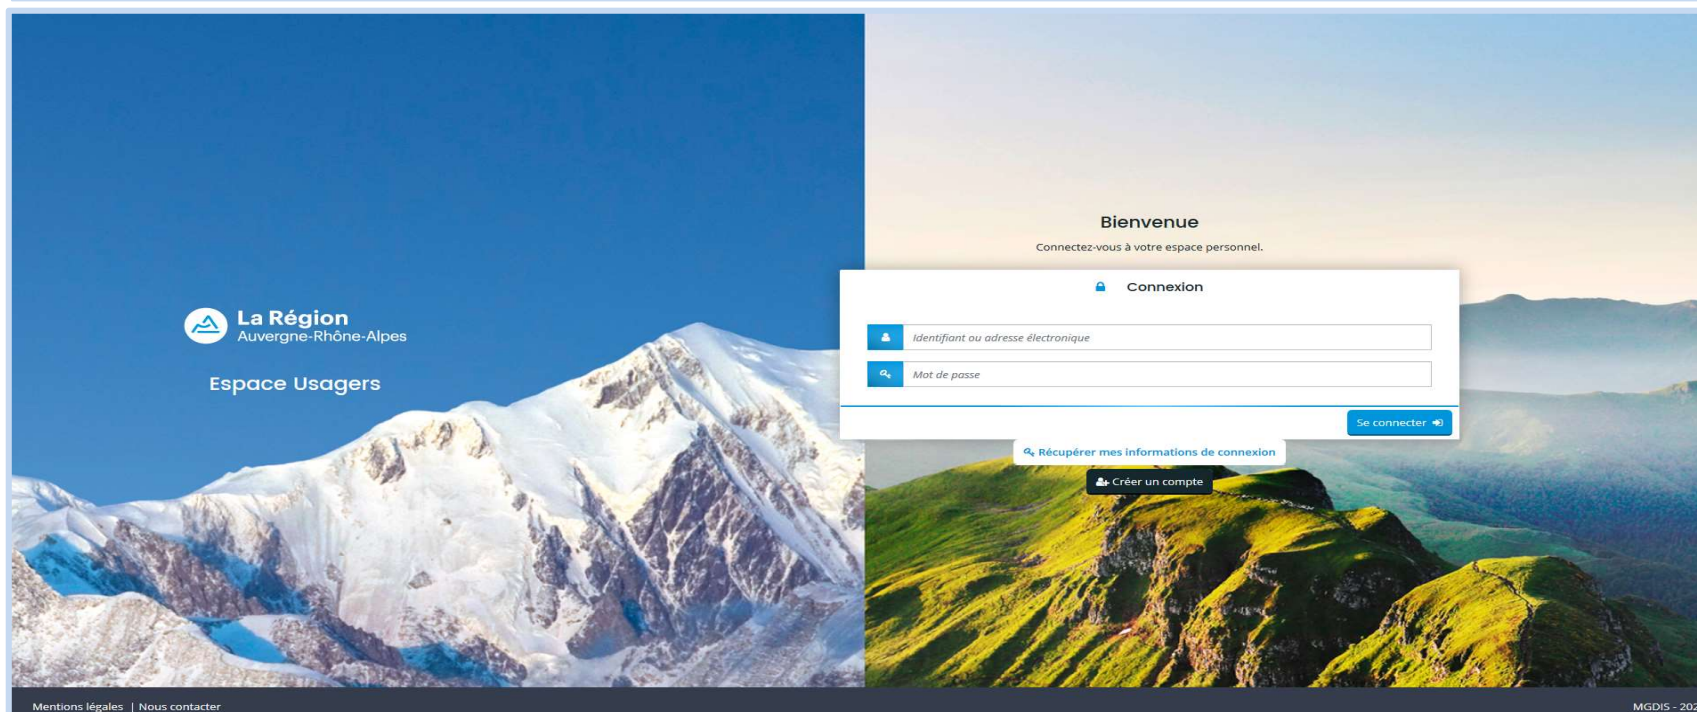 La Région
Auvergne-Rhône-Alpes
Espace Usagers
Bienvenue
Connectez-vous à votre espace personnel.
Connexion
Identifiant ou adresse électronique
Mot de passe
Se connecter
Récupérer mes informations de connexion
Créer un compte
Mentions légales | Nous contacter
MGDIS - 202